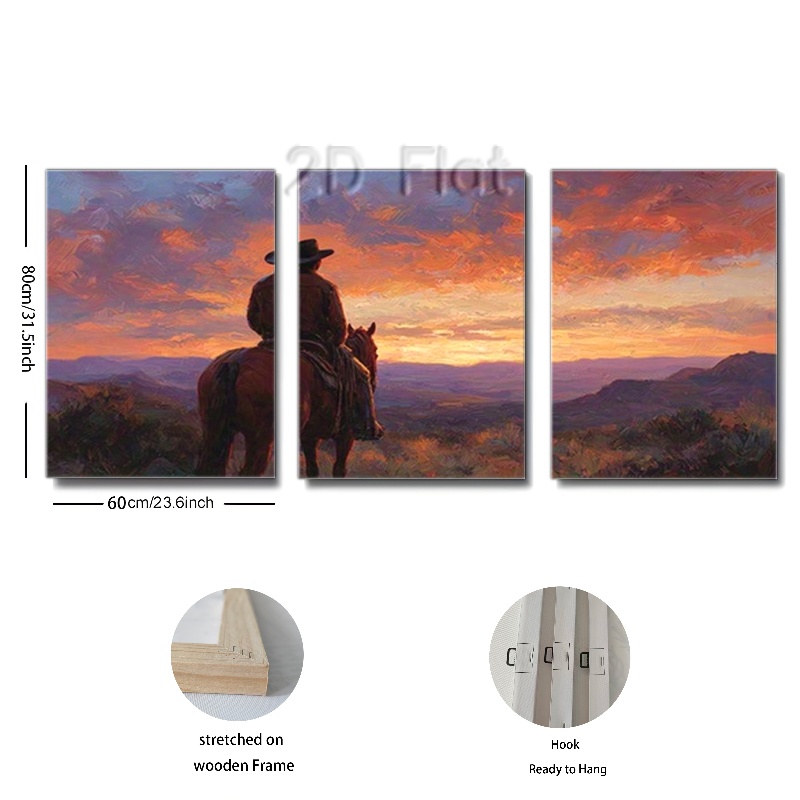 2D Flat
80cm/31.5inch
60cm/23.6inch
stretched on
wooden Frame
Hook
Ready to Hang